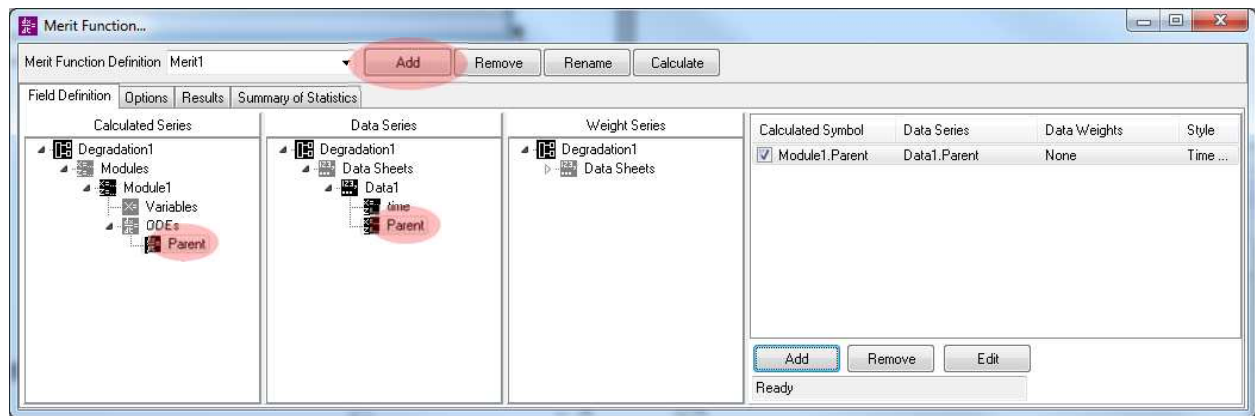 Merit Function...
Merit Function Definition Merit1 Add Remove Rename Calculate
Field Definition Options Results Summary of Statistics
Calculated Series
Degradation1
Modules
Module1
Variables
ODEs
Parent
Data Series
Degradation1
Data Sheets
Data1
time
Parent
Weight Series
Degradation1
Data Sheets
Calculated Symbol Data Series Data Weights Style
Module1.Parent Data1.Parent None Time ...
Add Remove Edit
Ready